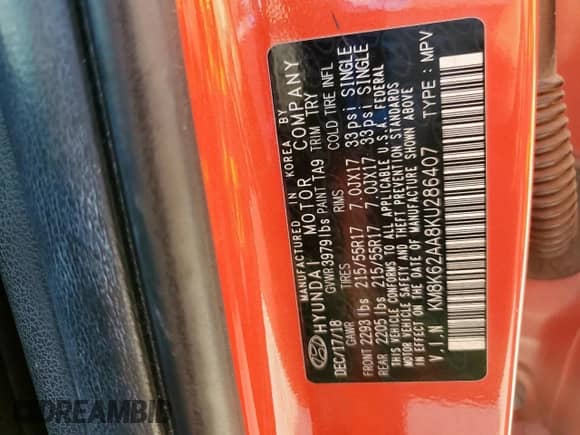 MANUFACTURED IN KOREA BY
HYUNDAI MOTOR COMPANY
DEC/17/18 GVWR 3979 lbs PAINT TA9 TRIM TRY
GAWR TIRES RIMS COLD TIRE INFL
FRONT 2293 lbs 215/55R17 7.0JX17 33psi SINGLE
REAR 2205 lbs 215/55R17 7.0JX17 33psi SINGLE
THIS VEHICLE CONFORMS TO ALL APPLICABLE U.S.A. FEDERAL
MOTOR VEHICLE SAFETY AND THEFT PREVENTION STANDARDS
IN EFFECT ON THE DATE OF MANUFACTURE SHOWN ABOVE
V.I.N KM8K62AA8KU286407 TYPE : MPV
DREAMBID